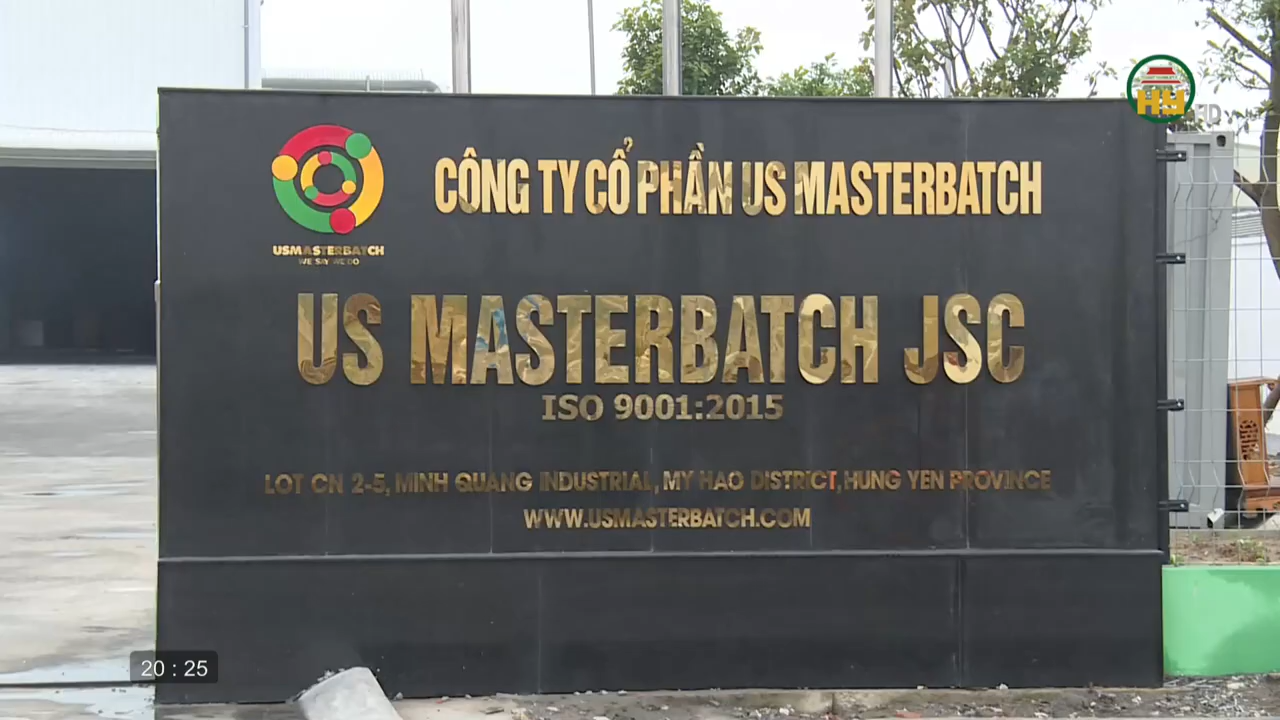 HY HD
USMASTERBATCH
WE SAY WE DO
CÔNG TY CỔ PHẦN US MASTERBATCH
US MASTERBATCH JSC
ISO 9001:2015
LOT CN 2-5, MINH QUANG INDUSTRIAL, MY HAO DISTRICT, HUNG YEN PROVINCE
WWW.USMASTERBATCH.COM
20 : 25